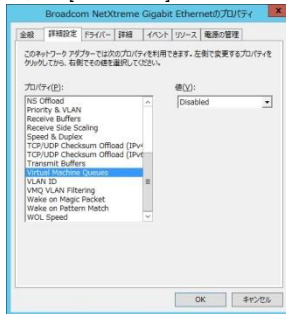 Broadcom NetXtreme Gigabit Ethernetのプロパティ
全般 詳細設定 ドライバー 詳細 イベント リソース 電源の管理
このネットワーク アダプターでは次のプロパティを利用できます。左側で変更するプロパティを
クリックしてから、右側でその値を選択してください。
プロパティ(P):
値(V):
NS Offload
Priority & VLAN
Receive Buffers
Receive Side Scaling
Speed & Duplex
TCP/UDP Checksum Offload (IPv4
TCP/UDP Checksum Offload (IPv6
Transmit Buffers
Virtual Machine Queues
VLAN ID
VMQ VLAN Filtering
Wake on Magic Packet
Wake on Pattern Match
WOL Speed
Disabled
OK
キャンセル